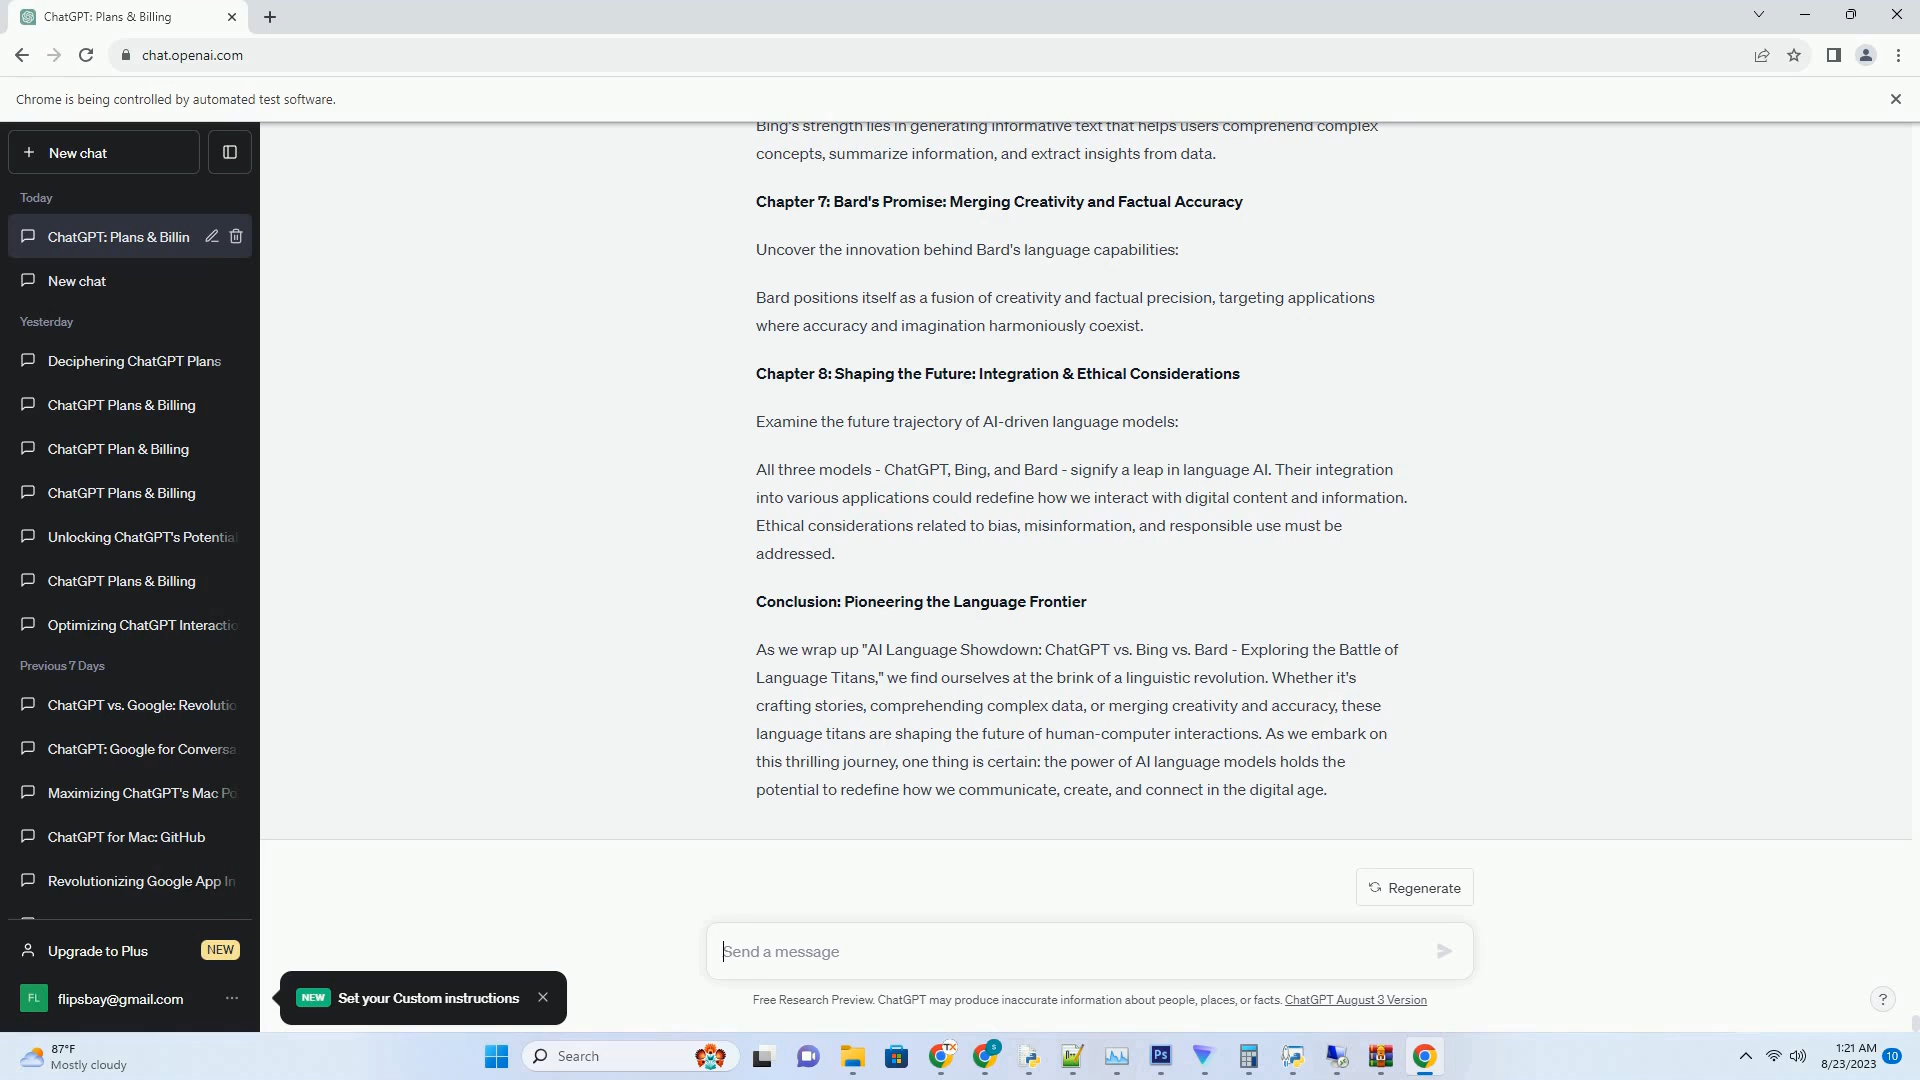 ChatGPT: Plans & Billing
chat.openai.com
Chrome is being controlled by automated test software.
New chat
Today
ChatGPT: Plans & Billin
New chat
Yesterday
Deciphering ChatGPT Plans
ChatGPT Plans & Billing
ChatGPT Plan & Billing
ChatGPT Plans & Billing
Unlocking ChatGPT's Potential
ChatGPT Plans & Billing
Optimizing ChatGPT Interactio
Previous 7 Days
ChatGPT vs. Google: Revolutio
ChatGPT: Google for Conversa
Maximizing ChatGPT's Mac Po
ChatGPT for Mac: GitHub
Revolutionizing Google App In
Upgrade to Plus
NEW
FL
flipsbay@gmail.com
Bing's strength lies in generating informative text that helps users comprehend complex
concepts, summarize information, and extract insights from data.
Chapter 7: Bard's Promise: Merging Creativity and Factual Accuracy
Uncover the innovation behind Bard's language capabilities:
Bard positions itself as a fusion of creativity and factual precision, targeting applications
where accuracy and imagination harmoniously coexist.
Chapter 8: Shaping the Future: Integration & Ethical Considerations
Examine the future trajectory of AI-driven language models:
All three models - ChatGPT, Bing, and Bard - signify a leap in language AI. Their integration
into various applications could redefine how we interact with digital content and information.
Ethical considerations related to bias, misinformation, and responsible use must be
addressed.
Conclusion: Pioneering the Language Frontier
As we wrap up "AI Language Showdown: ChatGPT vs. Bing vs. Bard - Exploring the Battle of
Language Titans," we find ourselves at the brink of a linguistic revolution. Whether it's
crafting stories, comprehending complex data, or merging creativity and accuracy, these
language titans are shaping the future of human-computer interactions. As we embark on
this thrilling journey, one thing is certain: the power of AI language models holds the
potential to redefine how we communicate, create, and connect in the digital age.
Regenerate
Send a message
NEW Set your Custom instructions
Free Research Preview. ChatGPT may produce inaccurate information about people, places, or facts. ChatGPT August 3 Version
?
87°F
Mostly cloudy
Search
TX
S
Ps
1:21 AM
8/23/2023
10